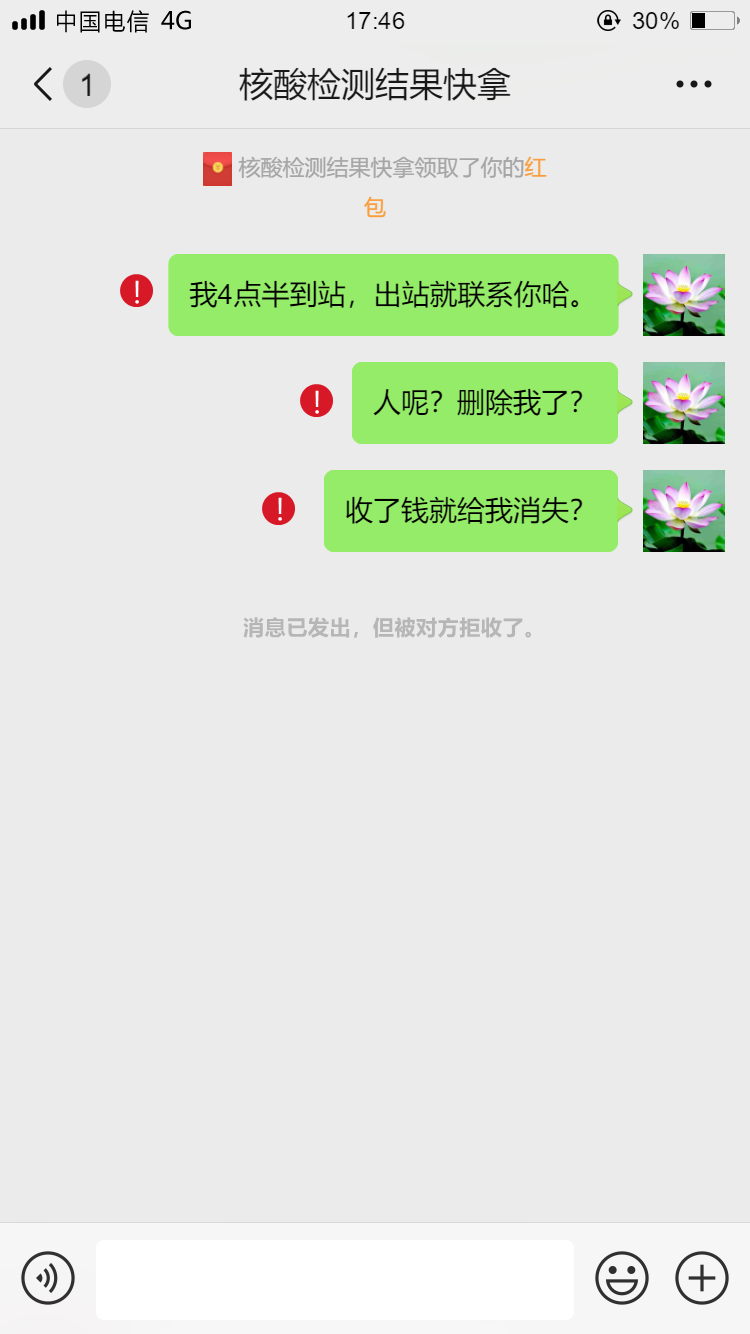 中国电信 4G 17:46 30%
1 核酸检测结果快拿
核酸检测结果快拿领取了你的红
包
我4点半到站，出站就联系你哈。
人呢？删除我了？
收了钱就给我消失？
消息已发出，但被对方拒收了。